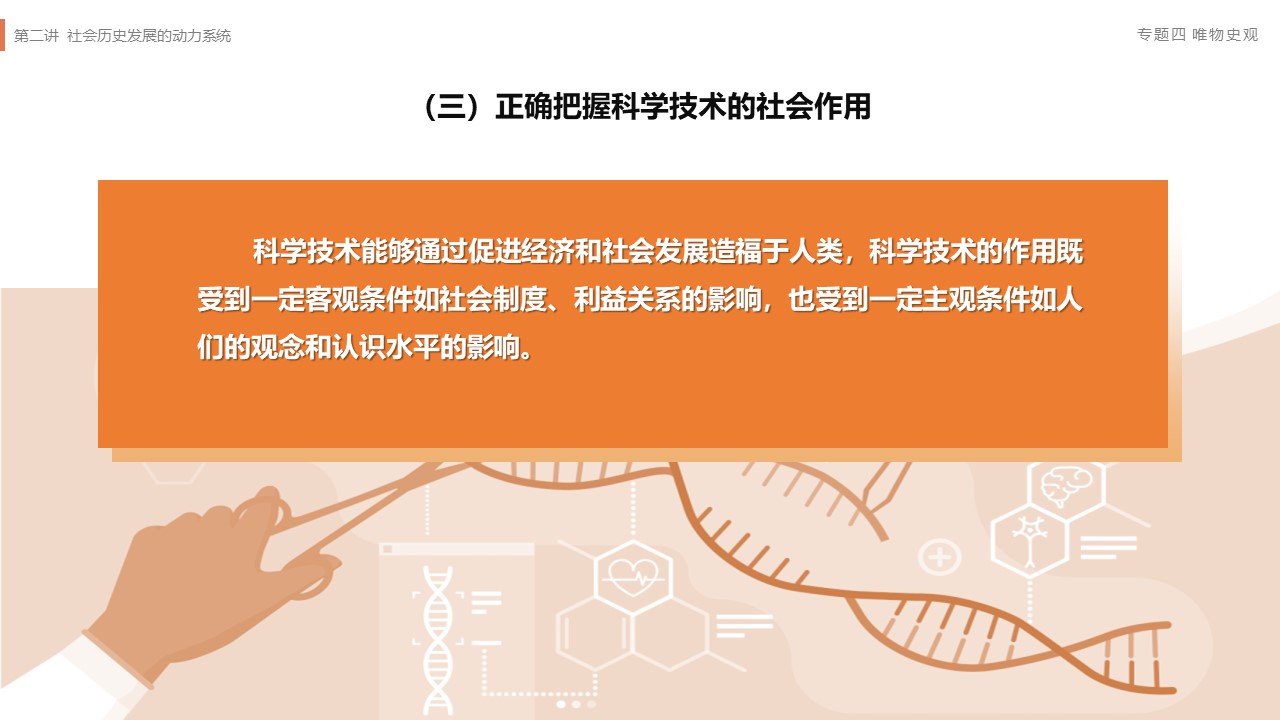 第二讲 社会历史发展的动力系统
专题四 唯物史观
（三）正确把握科学技术的社会作用
科学技术能够通过促进经济和社会发展造福于人类，科学技术的作用既
受到一定客观条件如社会制度、利益关系的影响，也受到一定主观条件如人
们的观念和认识水平的影响。